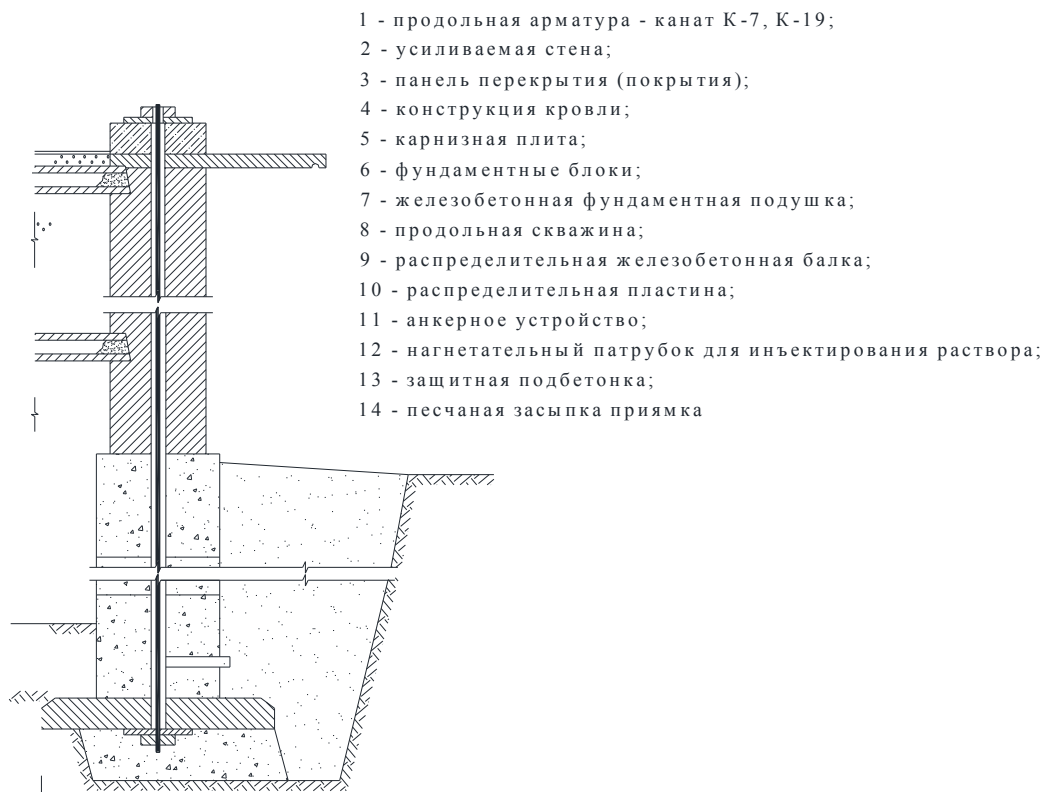 1 - продольная арматура - канат К-7, К-19;
2 - усиливаемая стена;
3 - панель перекрытия (покрытия);
4 - конструкция кровли;
5 - карнизная плита;
6 - фундаментные блоки;
7 - железобетонная фундаментная подушка;
8 - продольная скважина;
9 - распределительная железобетонная балка;
10 - распределительная пластина;
11 - анкерное устройство;
12 - нагнетательный патрубок для инъектирования раствора;
13 - защитная подбетонка;
14 - песчаная засыпка приямка